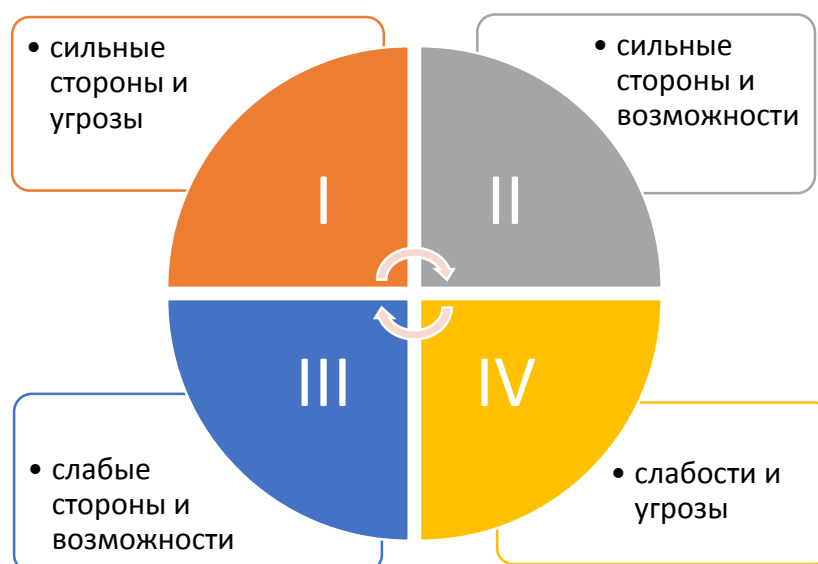 • сильные
стороны и
угрозы
• сильные
стороны и
возможности
I
II
III
IV
• слабые
стороны и
возможности
• слабости и
угрозы